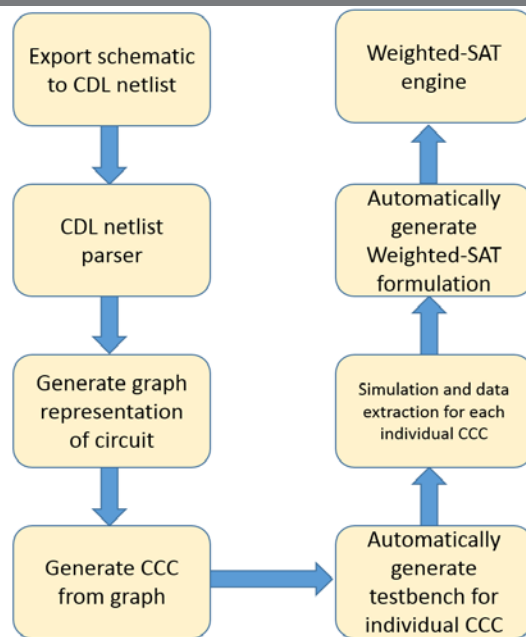 Export schematic
to CDL netlist
CDL netlist
parser
Generate graph
representation
of circuit
Generate CCC
from graph
Automatically
generate
testbench for
individual CCC
Simulation and data
extraction for each
individual CCC
Automatically
generate
Weighted-SAT
formulation
Weighted-SAT
engine